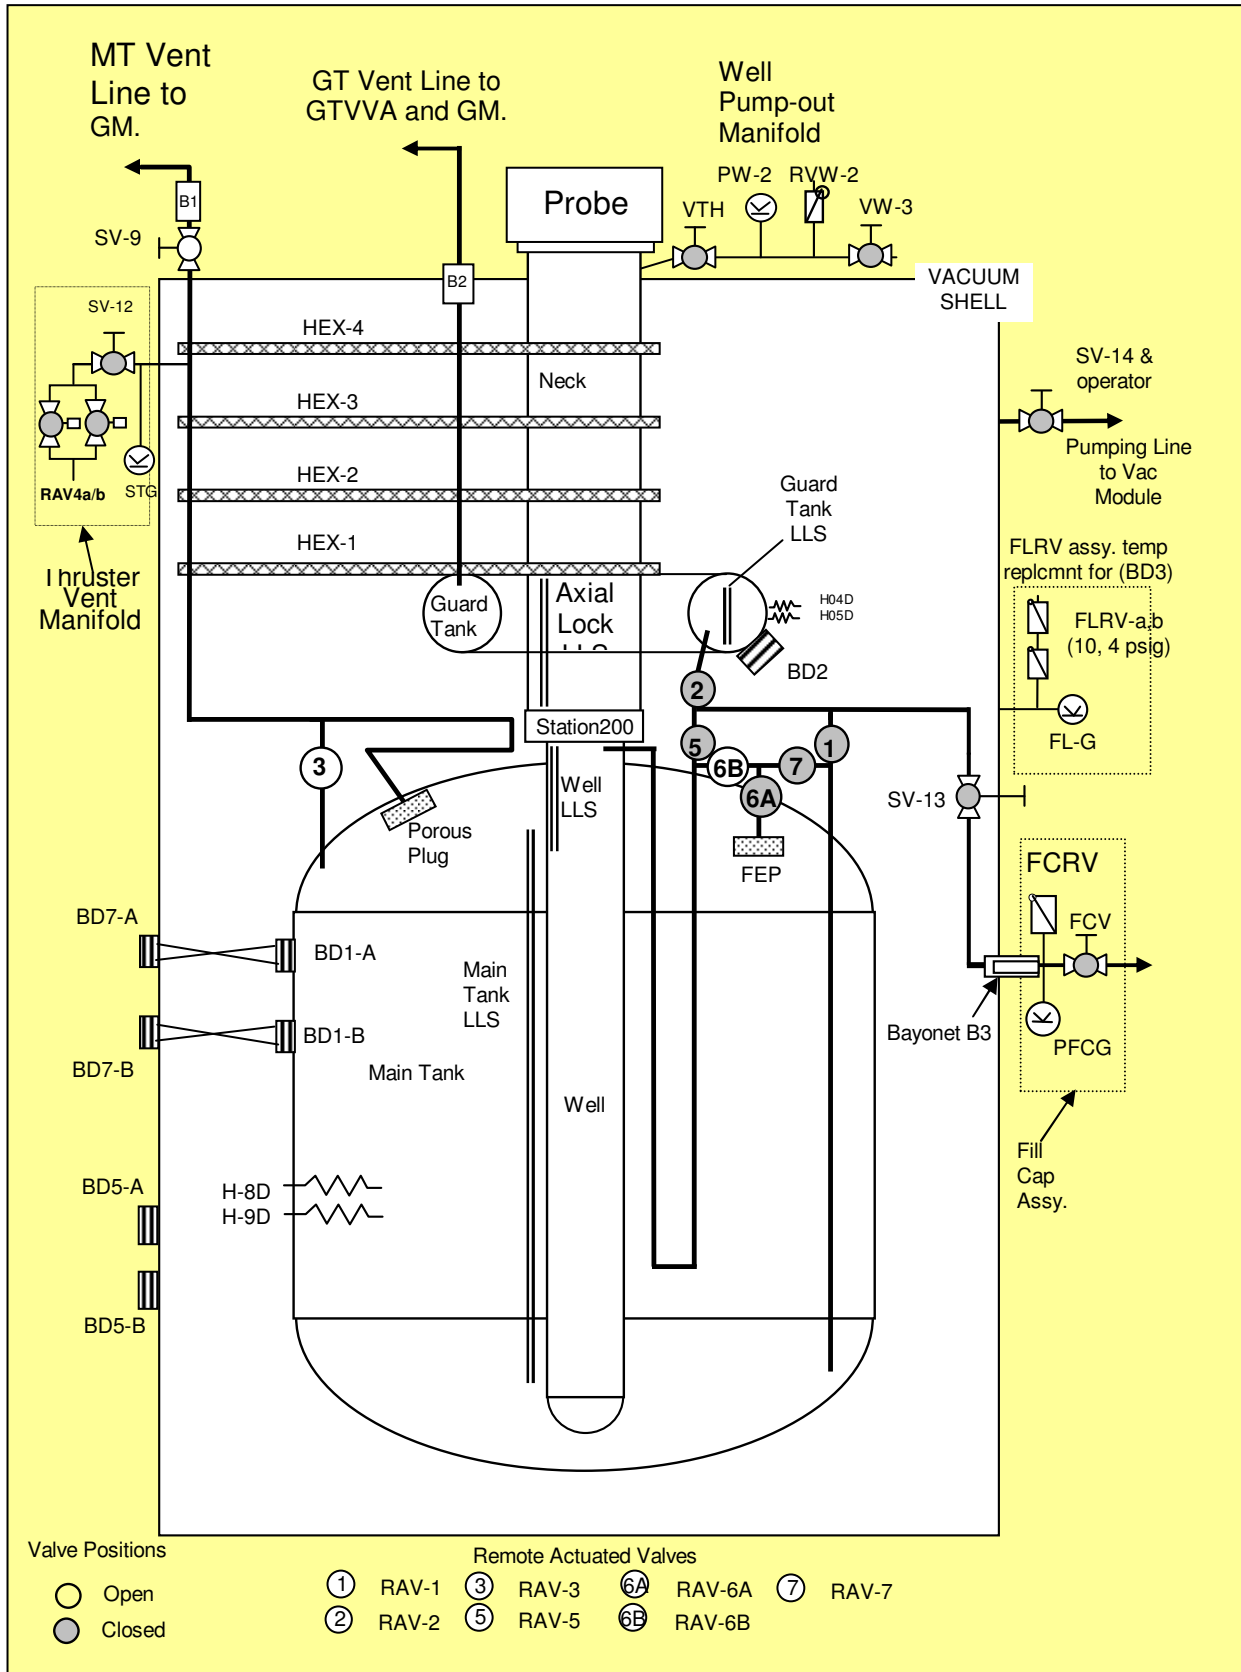 MT Vent
Line to
GM.
GT Vent Line to
GTVVA and GM.
Well
Pump-out
Manifold
PW-2
RVW-2
VTH
VW-3
Probe
B1
SV-9
B2
VACUUM
SHELL
SV-12
HEX-4
Neck
SV-14 &
operator
HEX-3
Pumping Line
to Vac
Module
STG
RAV4a/b
HEX-2
Guard
Tank
LLS
HEX-1
FLRV assy. temp
replcmnt for (BD3)
Thruster
Vent
Manifold
Guard
Tank
Axial
Lock
LLS
H04D
H05D
FLRV-a,b
(10, 4 psig)
BD2
2
Station200
FL-G
3
5
6B
7
1
6A
SV-13
Well
LLS
Porous
Plug
FEP
FCRV
BD7-A
FCV
BD1-A
Main
Tank
LLS
BD1-B
Bayonet B3
PFCG
BD7-B
Main Tank
Well
Fill
Cap
Assy.
BD5-A
H-8D
H-9D
BD5-B
Valve Positions
Open
Closed
Remote Actuated Valves
1 RAV-1 3 RAV-3 6A RAV-6A 7 RAV-7
2 RAV-2 5 RAV-5 6B RAV-6B